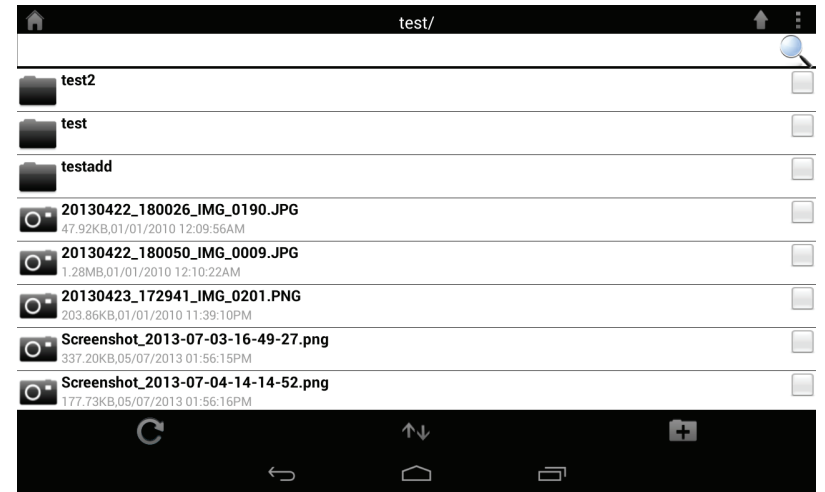 test/
test2
test
testadd
20130422_180026_IMG_0190.JPG
47.92KB,01/01/2010 12:09:56AM
20130422_180050_IMG_0009.JPG
1.28MB,01/01/2010 12:10:22AM
20130423_172941_IMG_0201.PNG
203.86KB,01/01/2010 11:39:10PM
Screenshot_2013-07-03-16-49-27.png
337.20KB,05/07/2013 01:56:15PM
Screenshot_2013-07-04-14-14-52.png
177.73KB,05/07/2013 01:56:16PM